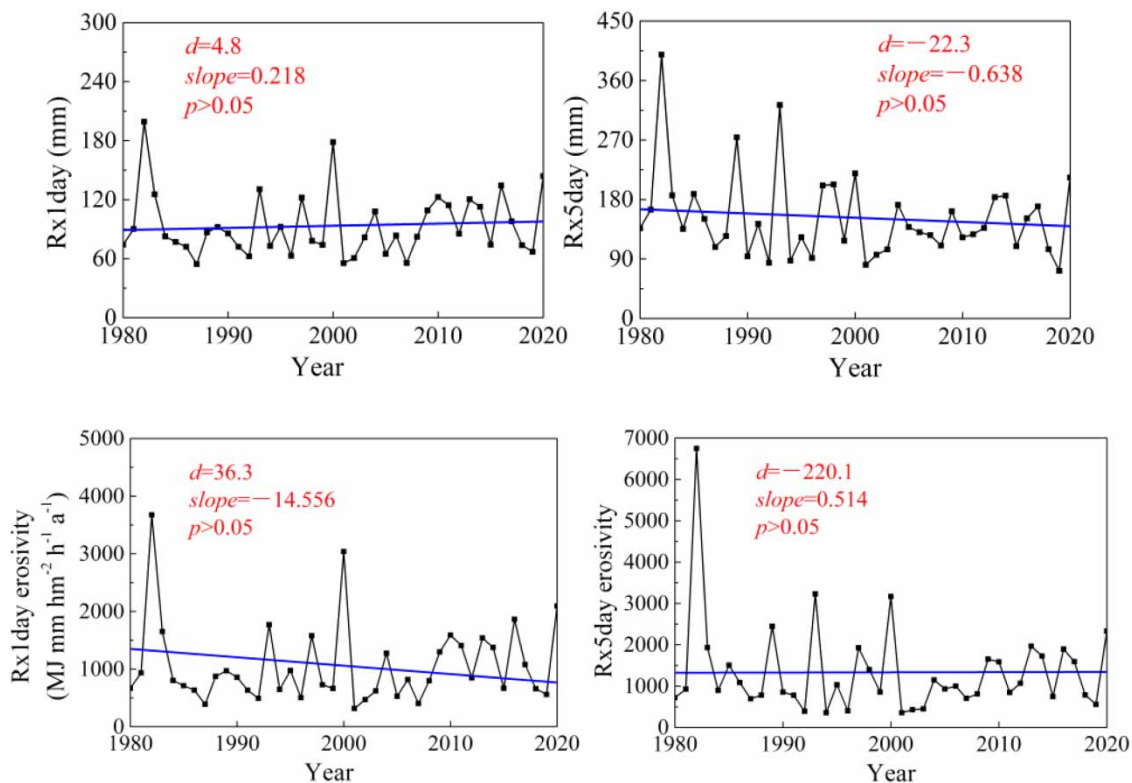 300
240
180
120
60
0
Rx1day (mm)
d=4.8
slope=0.218
p>0.05
1980 1990 2000 2010 2020
Year
450
360
270
180
90
0
Rx5day (mm)
d=−22.3
slope=−0.638
p>0.05
1980 1990 2000 2010 2020
Year
5000
4000
3000
2000
1000
0
Rx1day erosivity
(MJ mm hm⁻² h⁻¹ a⁻¹)
d=36.3
slope=−14.556
p>0.05
1980 1990 2000 2010 2020
Year
7000
6000
5000
4000
3000
2000
1000
0
Rx5day erosivity
d=−220.1
slope=0.514
p>0.05
1980 1990 2000 2010 2020
Year